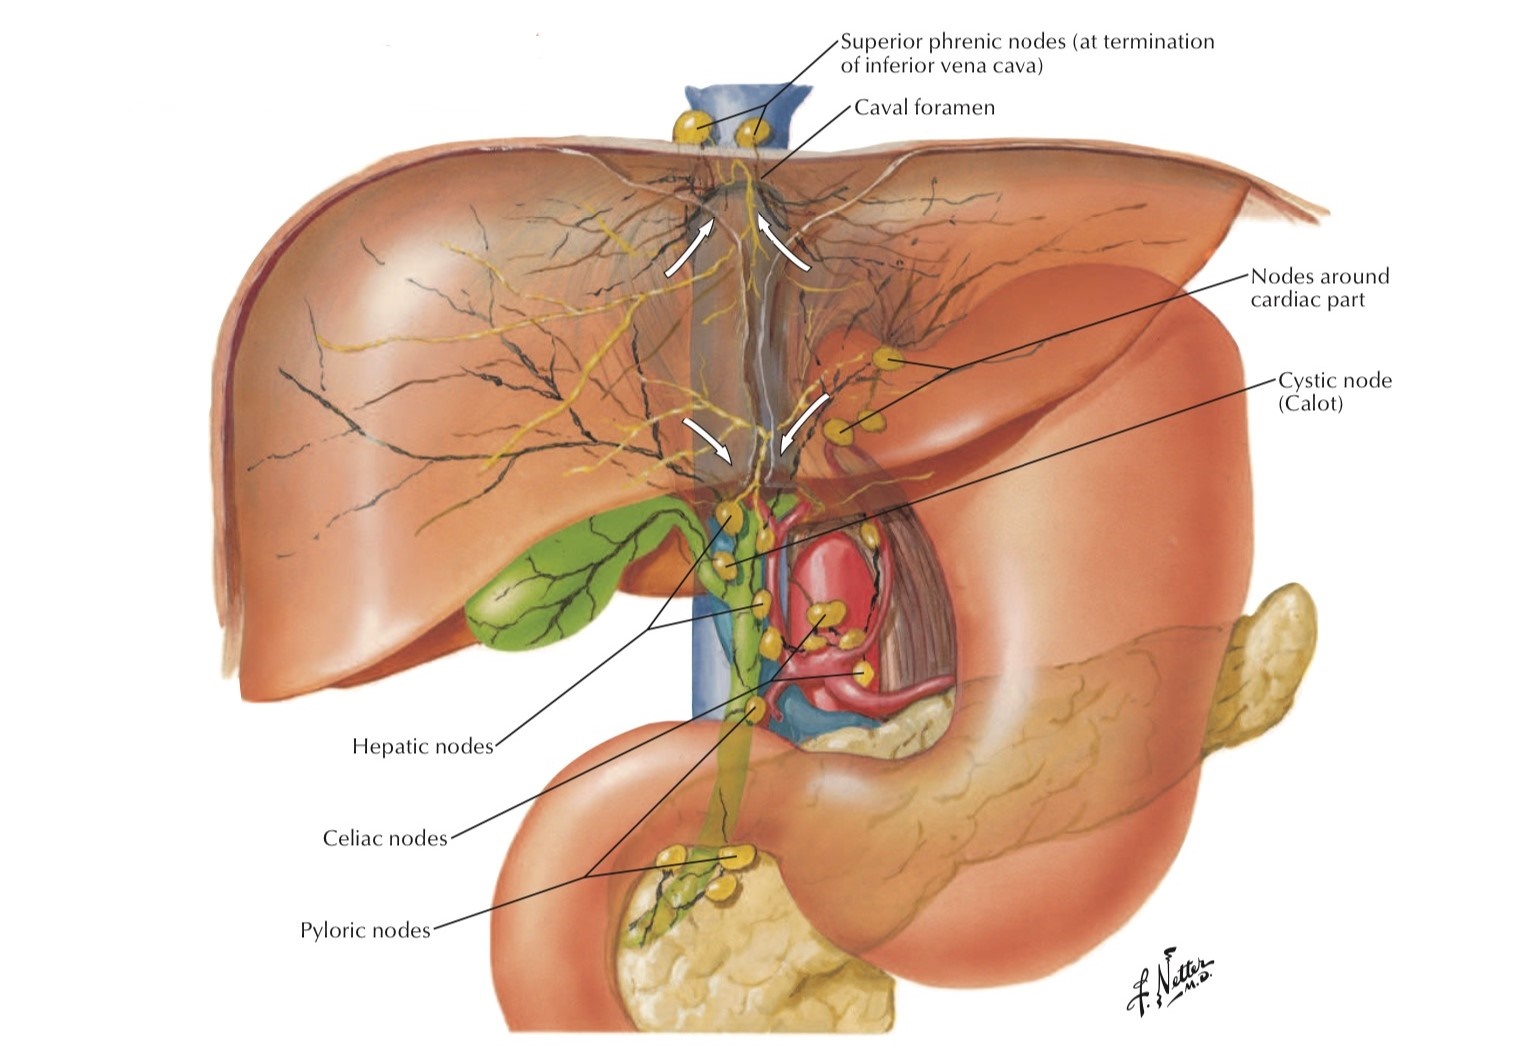 Superior phrenic nodes (at termination
of inferior vena cava)
Caval foramen
Nodes around
cardiac part
Cystic node
(Calot)
Hepatic nodes
Celiac nodes
Pyloric nodes
F. Netter
M.D.